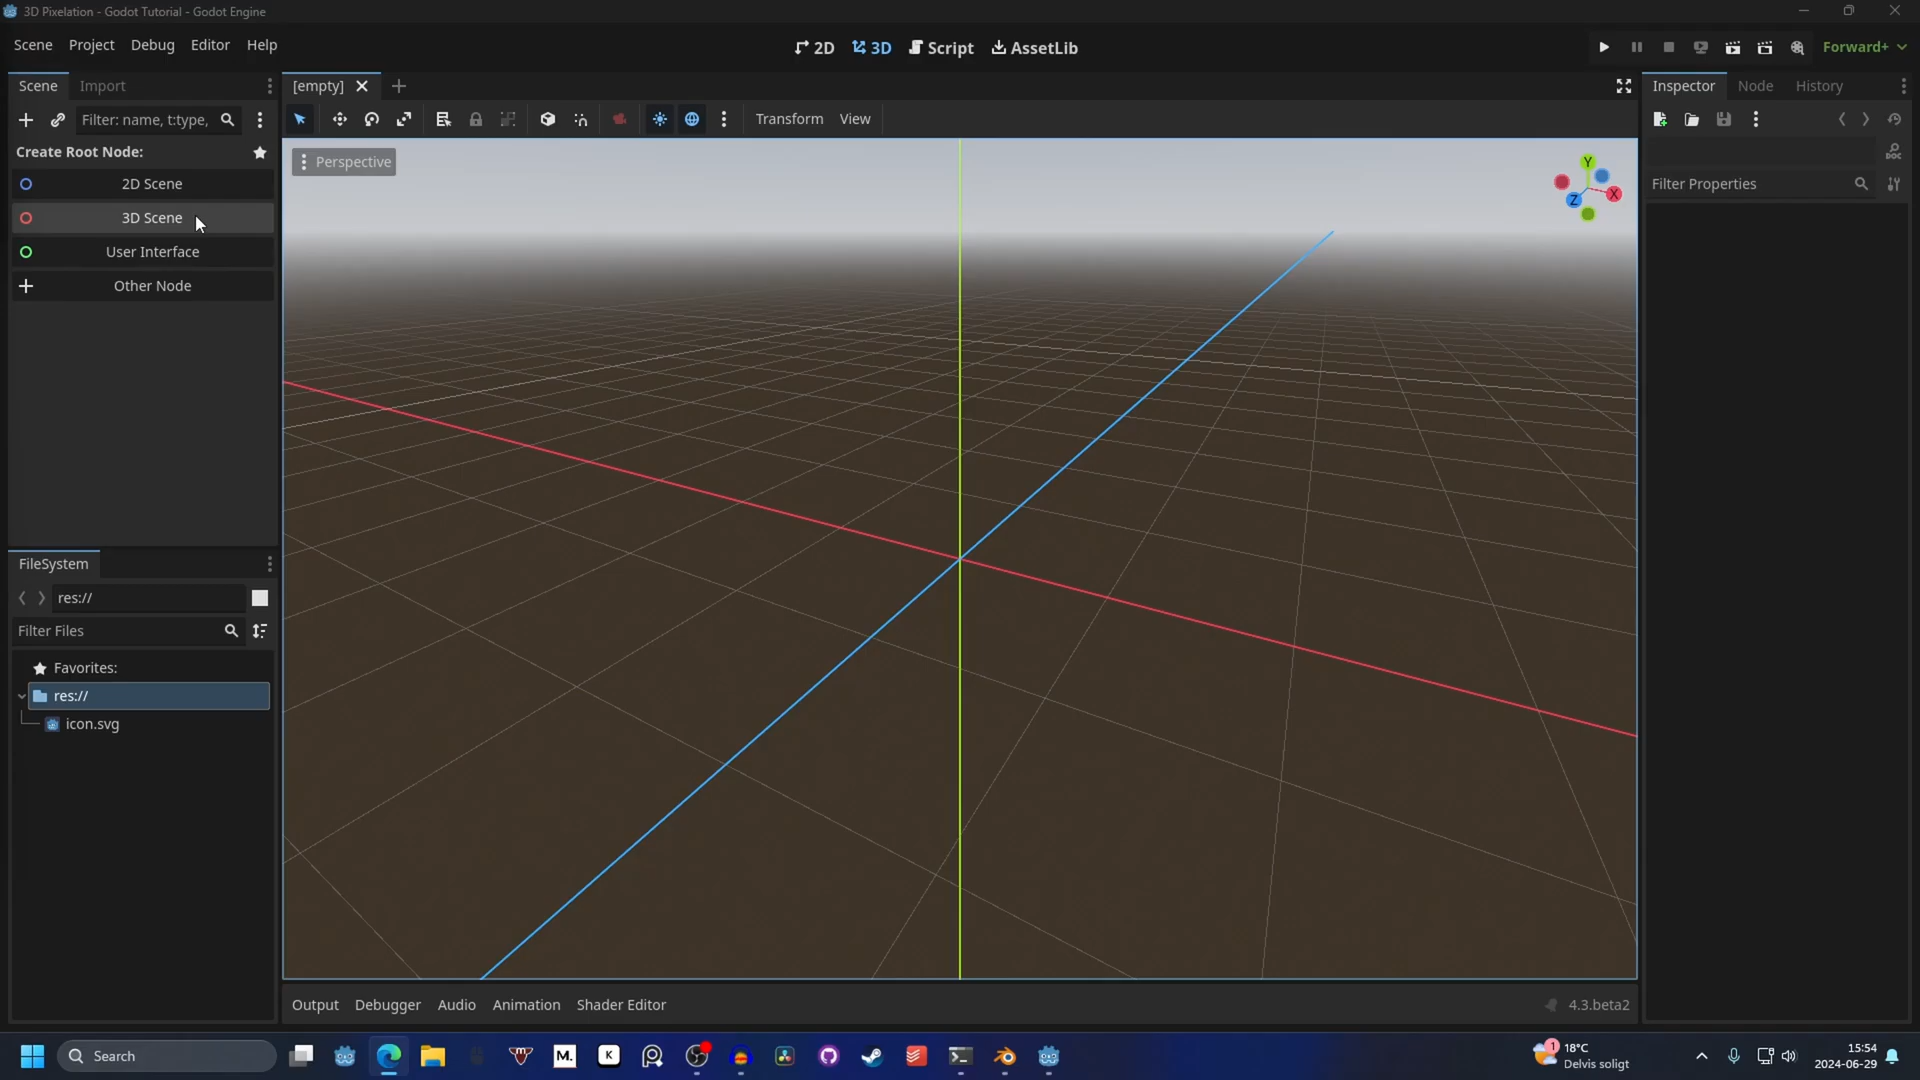 3D Pixelation - Godot Tutorial - Godot Engine
Scene Project Debug Editor Help
2D 3D Script AssetLib
Forward+
Scene Import
[empty]
Inspector Node History
Filter: name, t:type,
Transform View
Create Root Node:
2D Scene
3D Scene
User Interface
Other Node
Perspective
Y
X
Z
Filter Properties
FileSystem
res://
Filter Files
Favorites:
res://
icon.svg
Output Debugger Audio Animation Shader Editor
4.3.beta2
Search
M.
K
1
18°C
Delvis soligt
15:54
2024-06-29